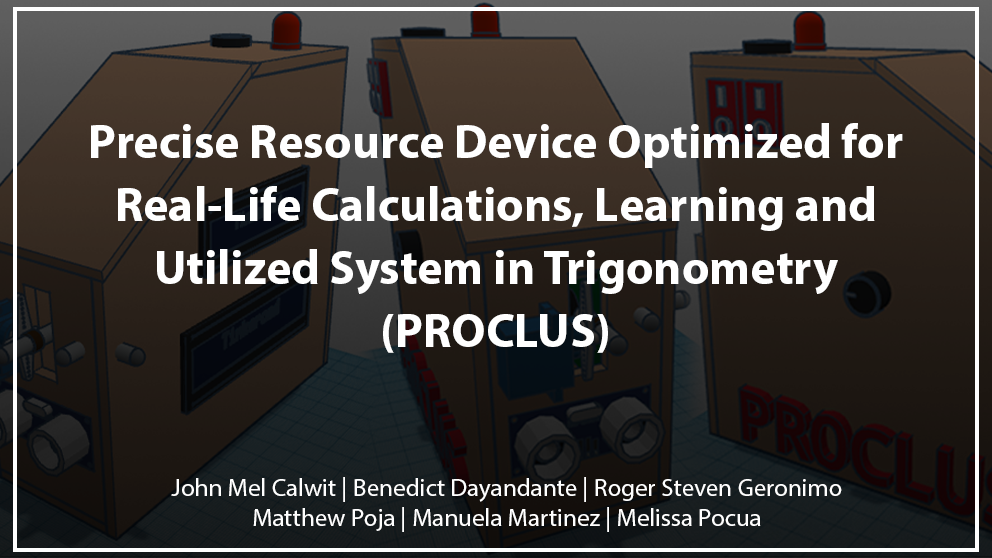 Precise Resource Device Optimized for
Real-Life Calculations, Learning and
Utilized System in Trigonometry
(PROCLUS)
PROCLUS
John Mel Calwit | Benedict Dayandante | Roger Steven Geronimo
Matthew Poja | Manuela Martinez | Melissa Pocua